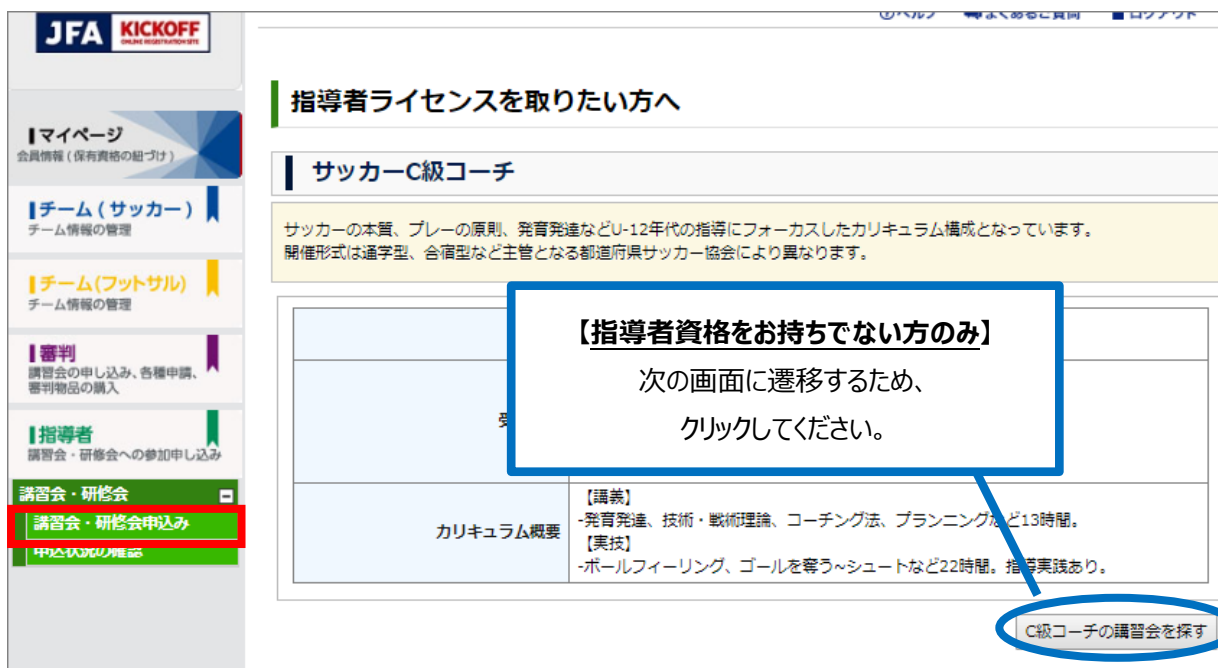 JFA KICKOFF
ONLINE REGISTRATION SITE
ヘルプ よくあるご質問 ログアウト
マイページ
会員情報 ( 保有資格の紐づけ )
チーム ( サッカー )
チーム情報の管理
チーム(フットサル)
チーム情報の管理
審判
講習会の申し込み、各種申請、
審判物品の購入
指導者
講習会・研修会への参加申し込み
講習会・研修会
講習会・研修会申込み
申込状況の確認
指導者ライセンスを取りたい方へ
サッカーC級コーチ
サッカーの本質、プレーの原則、発育発達などU-12年代の指導にフォーカスしたカリキュラム構成となっています。
開催形式は通学型、合宿型など主管となる都道府県サッカー協会により異なります。
【指導者資格をお持ちでない方のみ】
次の画面に遷移するため、
クリックしてください。
カリキュラム概要
【講義】
-発育発達、技術・戦術理論、コーチング法、プランニングなど13時間。
【実技】
-ボールフィーリング、ゴールを奪う~シュートなど22時間。指導実践あり。
C級コーチの講習会を探す